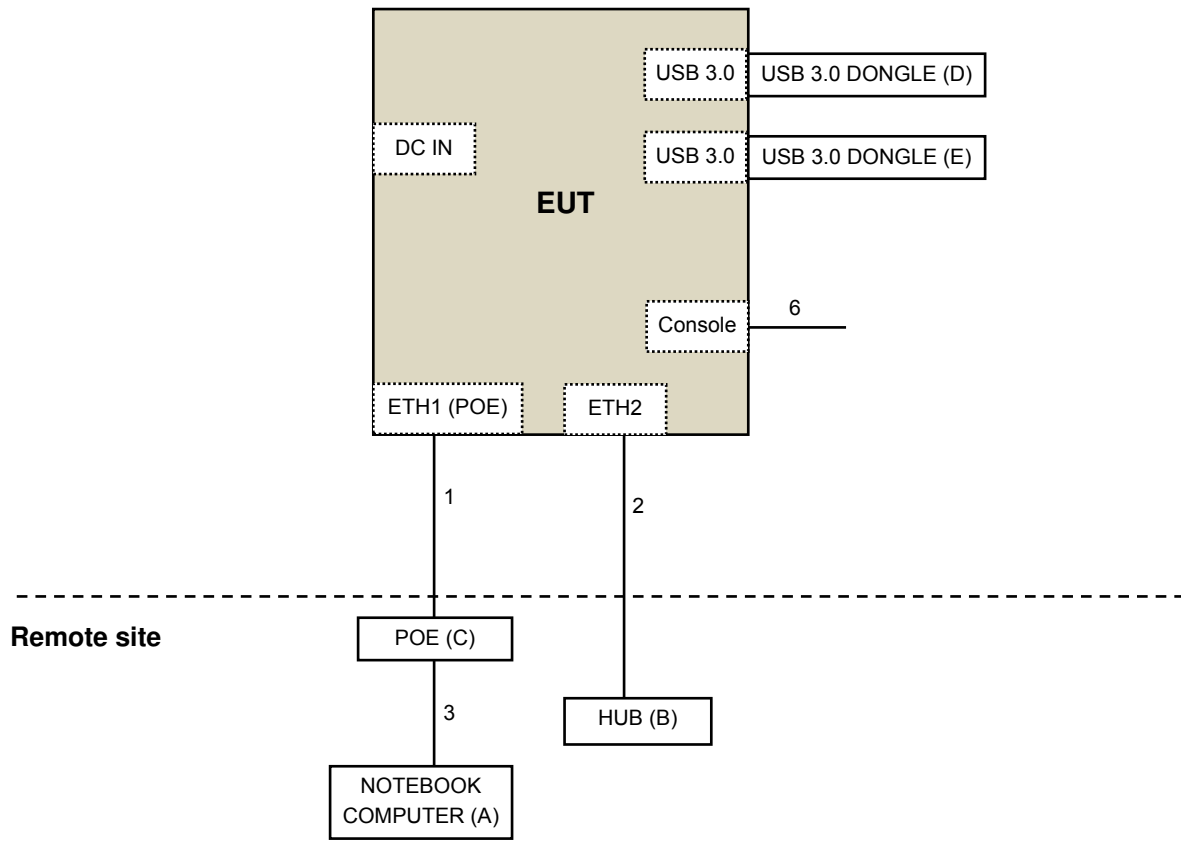 USB 3.0
USB 3.0 DONGLE (D)
DC IN
USB 3.0
USB 3.0 DONGLE (E)
EUT
6
Console
ETH1 (POE)
ETH2
1
2
Remote site
POE (C)
3
HUB (B)
NOTEBOOK
COMPUTER (A)